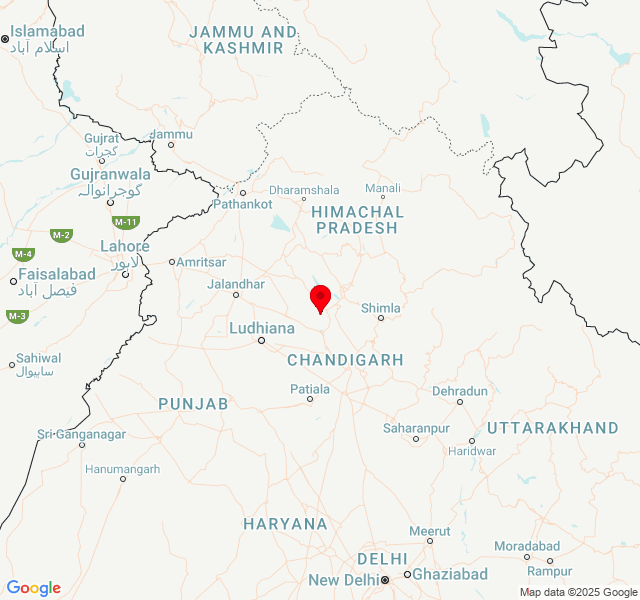 Islamabad
اسلام آباد
JAMMU AND
KASHMIR
Gujrat
گجرات
Jammu
Gujranwala
گوجرانوالہ
Pathankot
Dharamshala
Manali
HIMACHAL
PRADESH
M-11
M-2
M-4
Lahore
لاہور
Amritsar
Faisalabad
فیصل آباد
Jalandhar
M-3
Shimla
Ludhiana
Sahiwal
ساہیوال
CHANDIGARH
Patiala
Dehradun
PUNJAB
Saharanpur
UTTARAKHAND
Sri Ganganagar
Haridwar
Hanumangarh
HARYANA
Meerut
Moradabad
DELHI
Rampur
New Delhi
Ghaziabad
Google
Map data ©2025 Google